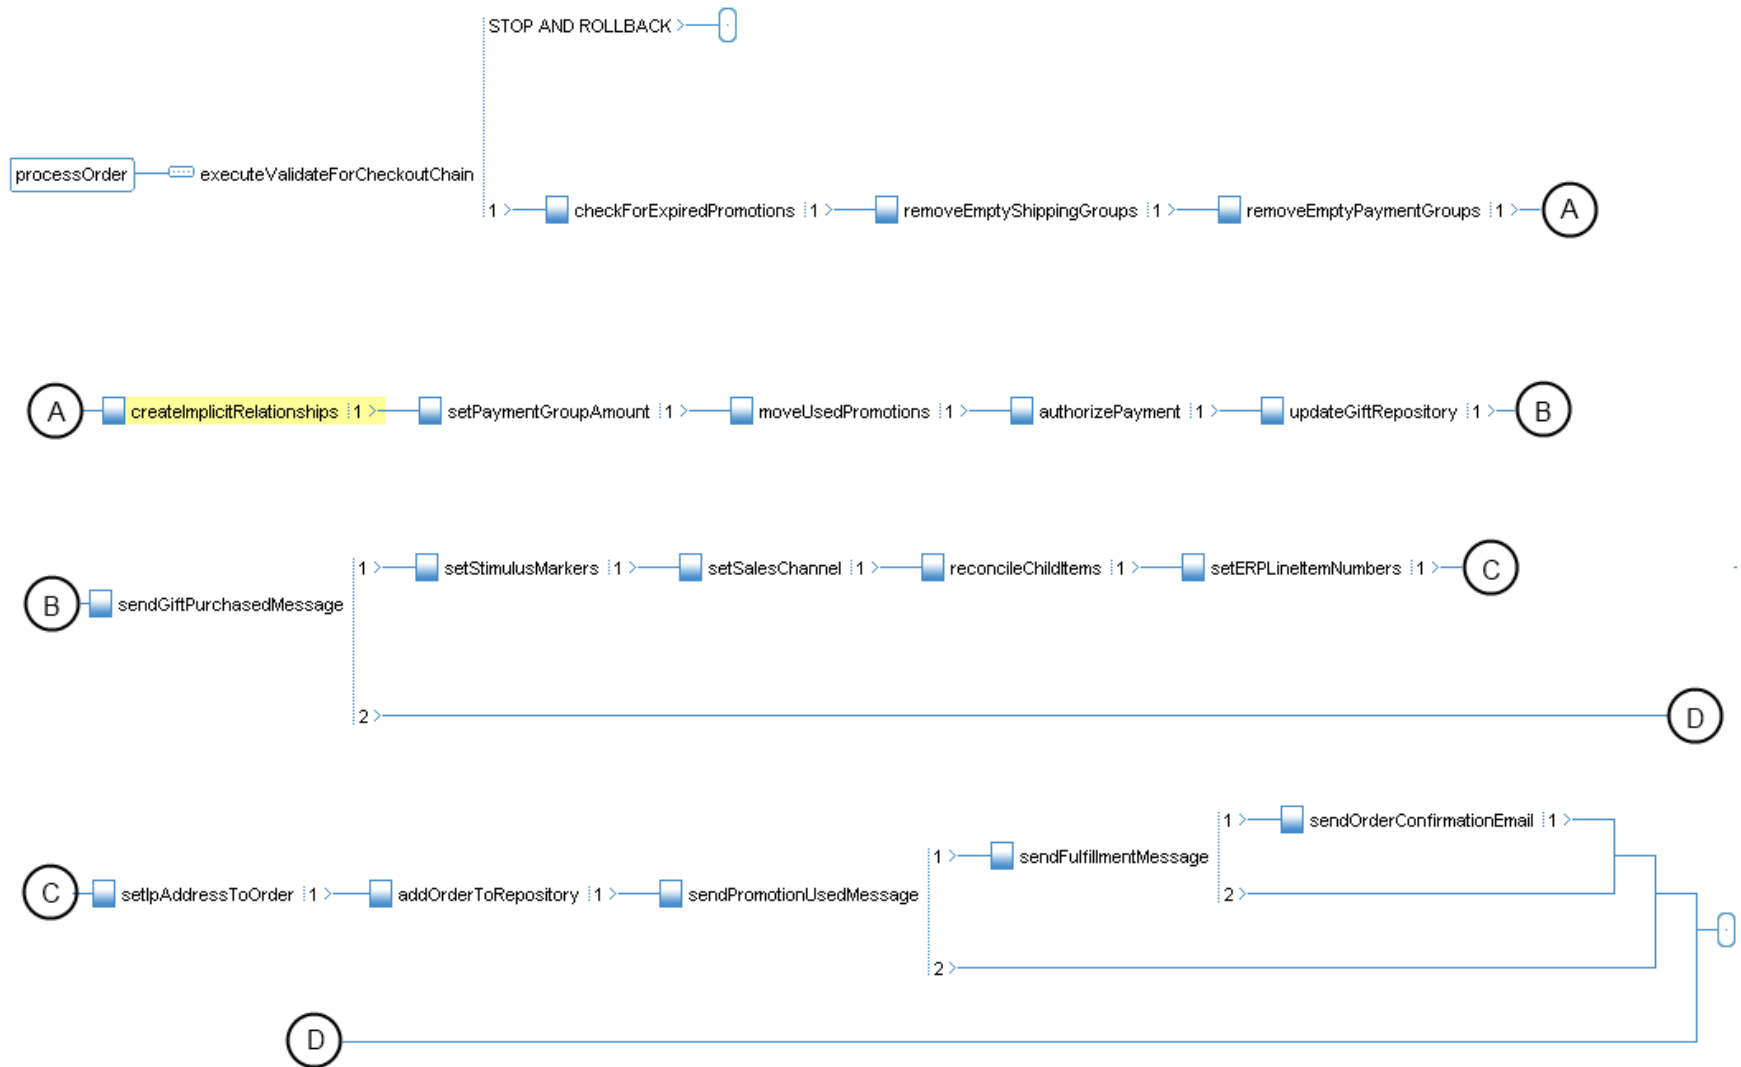 STOP AND ROLLBACK
processOrder executeValidateForCheckoutChain
1 checkForExpiredPromotions 1 removeEmptyShippingGroups 1 removeEmptyPaymentGroups 1 A
A createImplicitRelationships 1 setPaymentGroupAmount 1 moveUsedPromotions 1 authorizePayment 1 updateGiftRepository 1 B
1 setStimulusMarkers 1 setSalesChannel 1 reconcileChildItems 1 setERPLineItemNumbers 1 C
B sendGiftPurchasedMessage
2 D
1 sendOrderConfirmationEmail 1
1 sendFulfillmentMessage
C setIpAddressToOrder 1 addOrderToRepository 1 sendPromotionUsedMessage 2
2
D